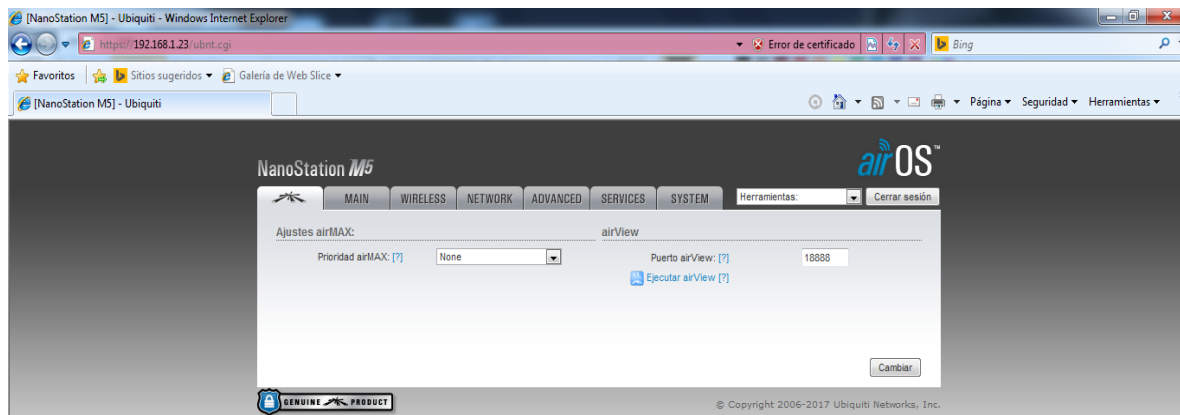 [NanoStation M5] - Ubiquiti - Windows Internet Explorer
https://192.168.1.23/ubnt.cgi
Error de certificado
Bing
Favoritos
Sitios sugeridos
Galería de Web Slice
[NanoStation M5] - Ubiquiti
Página
Seguridad
Herramientas
NanoStation M5
airOS™
MAIN
WIRELESS
NETWORK
ADVANCED
SERVICES
SYSTEM
Herramientas:
Cerrar sesión
Ajustes airMAX:
airView
Prioridad airMAX: [?]
None
Puerto airView: [?]
18888
Ejecutar airView [?]
Cambiar
GENUINE PRODUCT
© Copyright 2006-2017 Ubiquiti Networks, Inc.